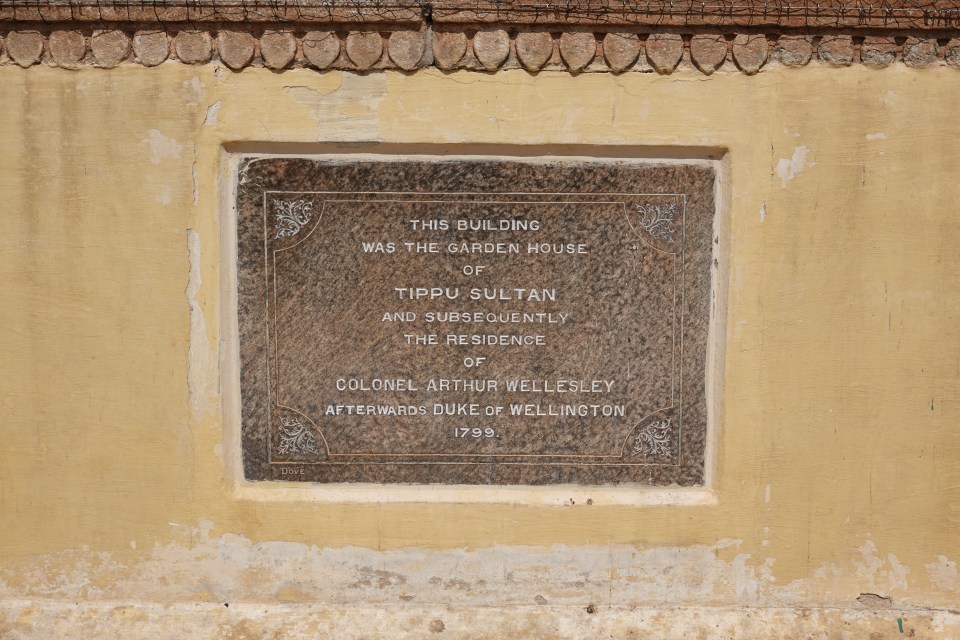 THIS BUILDING
WAS THE GARDEN HOUSE
OF
TIPPU SULTAN
AND SUBSEQUENTLY
THE RESIDENCE
OF
COLONEL ARTHUR WELLESLEY
AFTERWARDS DUKE OF WELLINGTON
1799.
DOVE